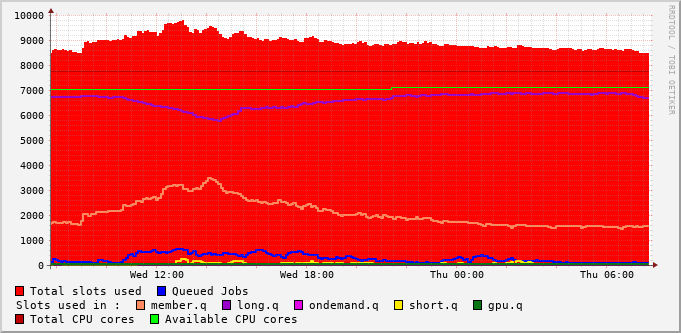 10000
9000
8000
7000
6000
5000
4000
3000
2000
1000
0
Wed 12:00 Wed 18:00 Thu 00:00 Thu 06:00
RRDTOOL / TOBI OETIKER
Total slots used Queued Jobs
Slots used in : member.q long.q ondemand.q short.q gpu.q
Total CPU cores Available CPU cores